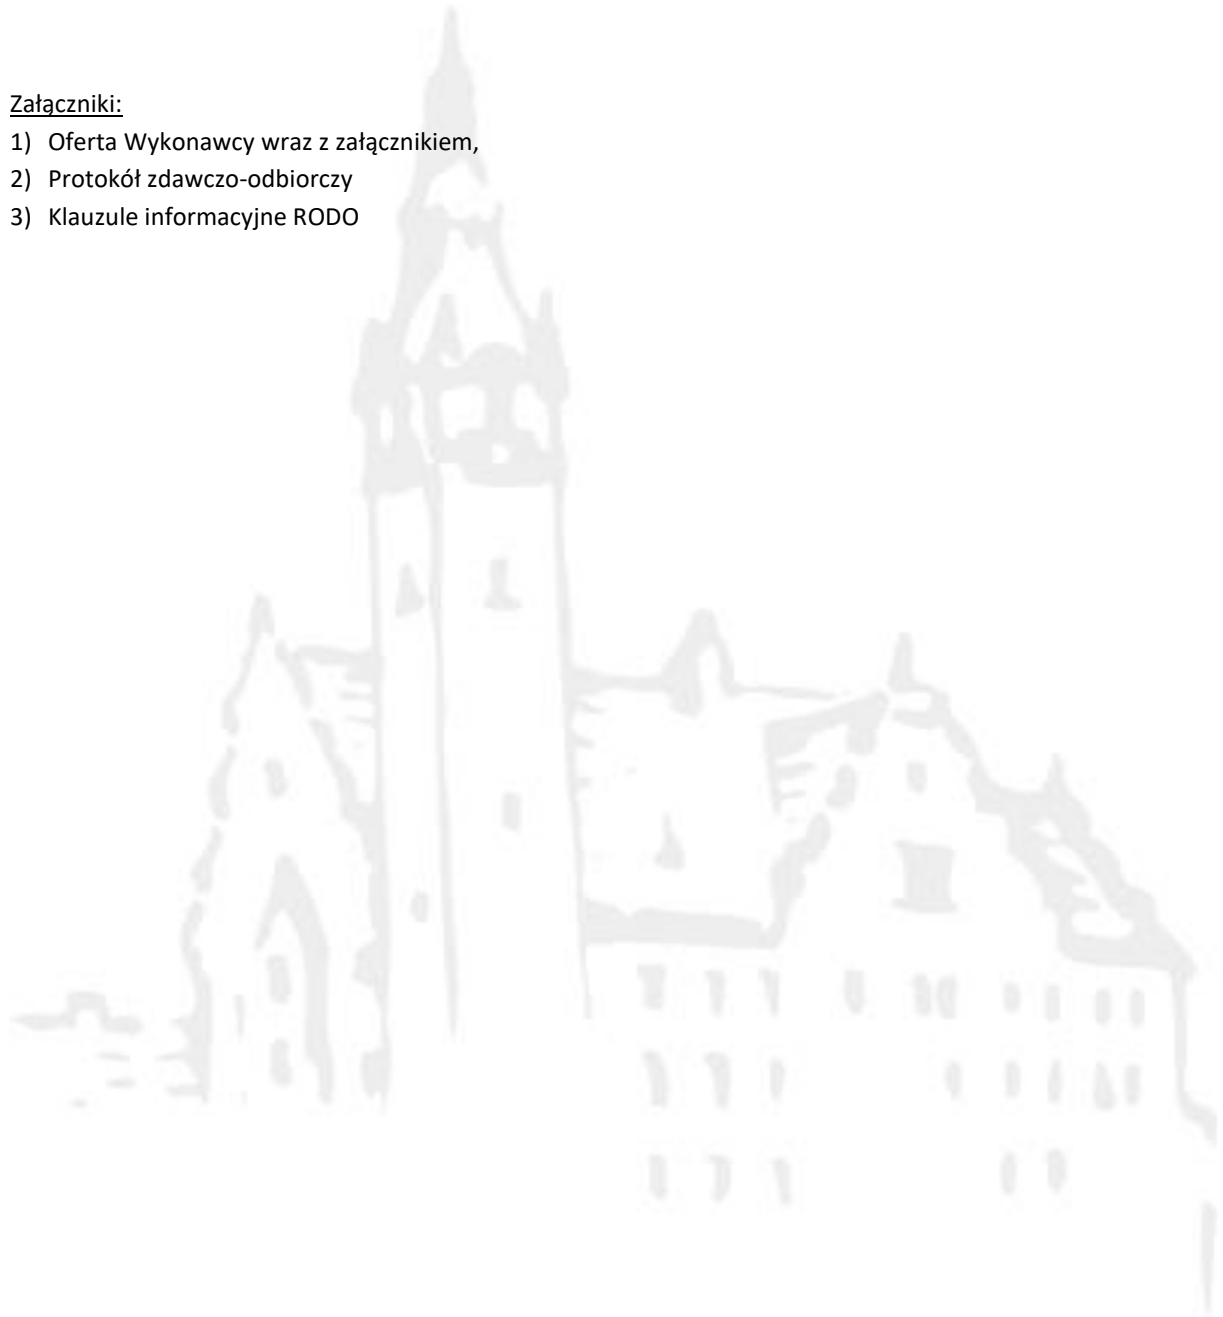 Załączniki:
1) Oferta Wykonawcy wraz z załącznikiem,
2) Protokół zdawczo-odbiorczy
3) Klauzule informacyjne RODO